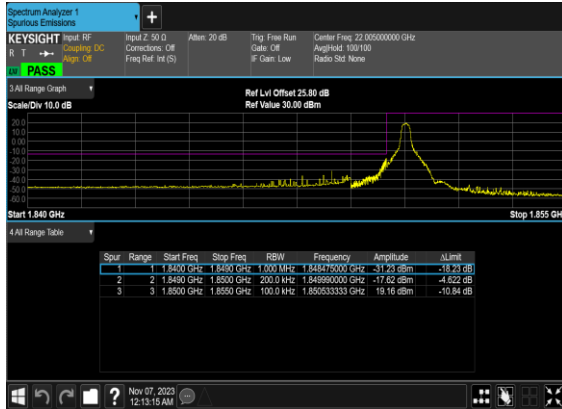 Spectrum Analyzer 1
Spurious Emissions
KEYSIGHT Input: RF
R T Coupling: DC
Align: Off
Input Z: 50 Ω
Corrections: Off
Freq Ref: Int (S)
Atten: 20 dB
Trig: Free Run
Gate: Off
IF Gain: Low
Center Freq: 22.005000000 GHz
Avg|Hold: 100/100
Radio Std: None
PASS
3 All Range Graph
Scale/Div 10.0 dB
Ref Lvl Offset 25.80 dB
Ref Value 30.00 dBm
20.0
10.0
0.00
-10.0
-20.0
-30.0
-40.0
-50.0
-60.0
Start 1.840 GHz
Stop 1.855 GH
4 All Range Table
Spur Range Start Freq Stop Freq RBW Frequency Amplitude ΔLimit
1 1 1.8400 GHz 1.8490 GHz 1.000 MHz 1.848475000 GHz -31.23 dBm -18.23 dB
2 2 1.8490 GHz 1.8500 GHz 200.0 kHz 1.849990000 GHz -17.62 dBm -4.622 dB
3 3 1.8500 GHz 1.8550 GHz 100.0 kHz 1.850533333 GHz 19.16 dBm -10.84 dB
?
Nov 07, 2023
12:13:15 AM